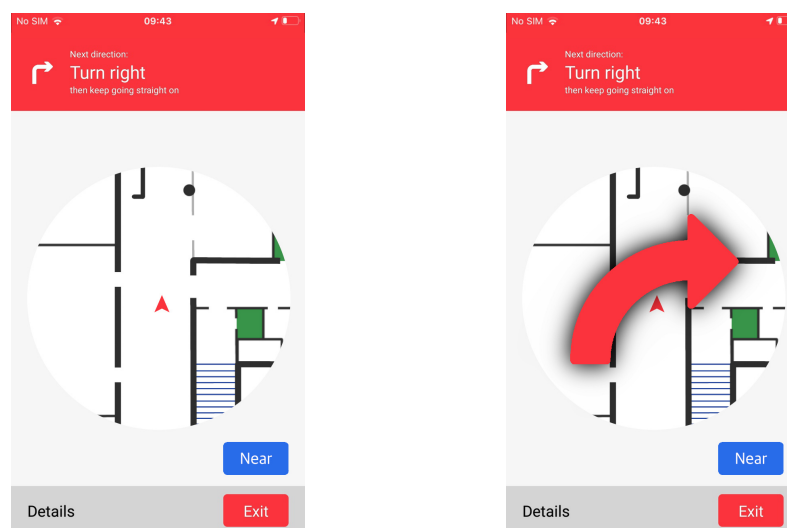 No SIM 09:43
Next direction:
Turn right
then keep going straight on
Near
Details Exit
No SIM 09:43
Next direction:
Turn right
then keep going straight on
Near
Details Exit